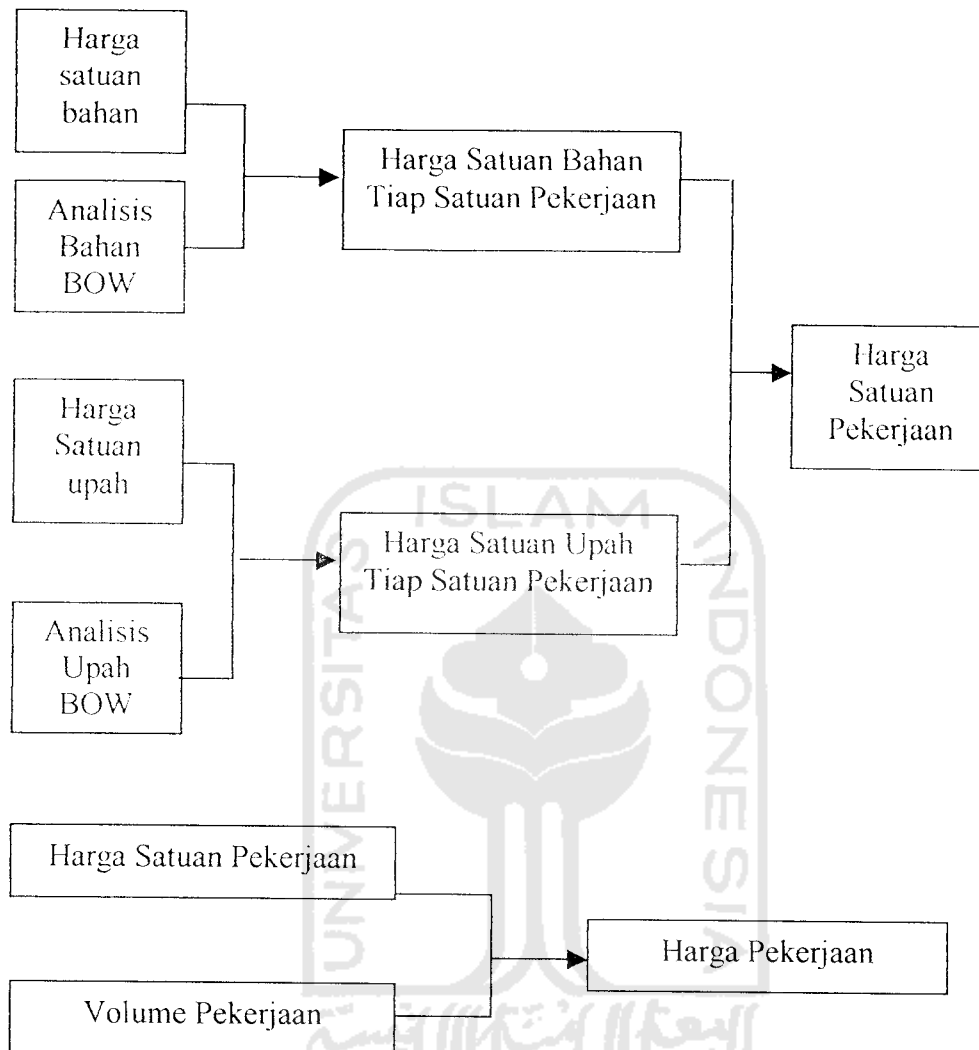 Harga
satuan
bahan
Analisis
Bahan
BOW
Harga Satuan Bahan
Tiap Satuan Pekerjaan
Harga
Satuan
upah
Analisis
Upah
BOW
Harga Satuan Upah
Tiap Satuan Pekerjaan
Harga
Satuan
Pekerjaan
Harga Satuan Pekerjaan
Volume Pekerjaan
Harga Pekerjaan
UNIVERSITAS
ISLAM
INDONESIA